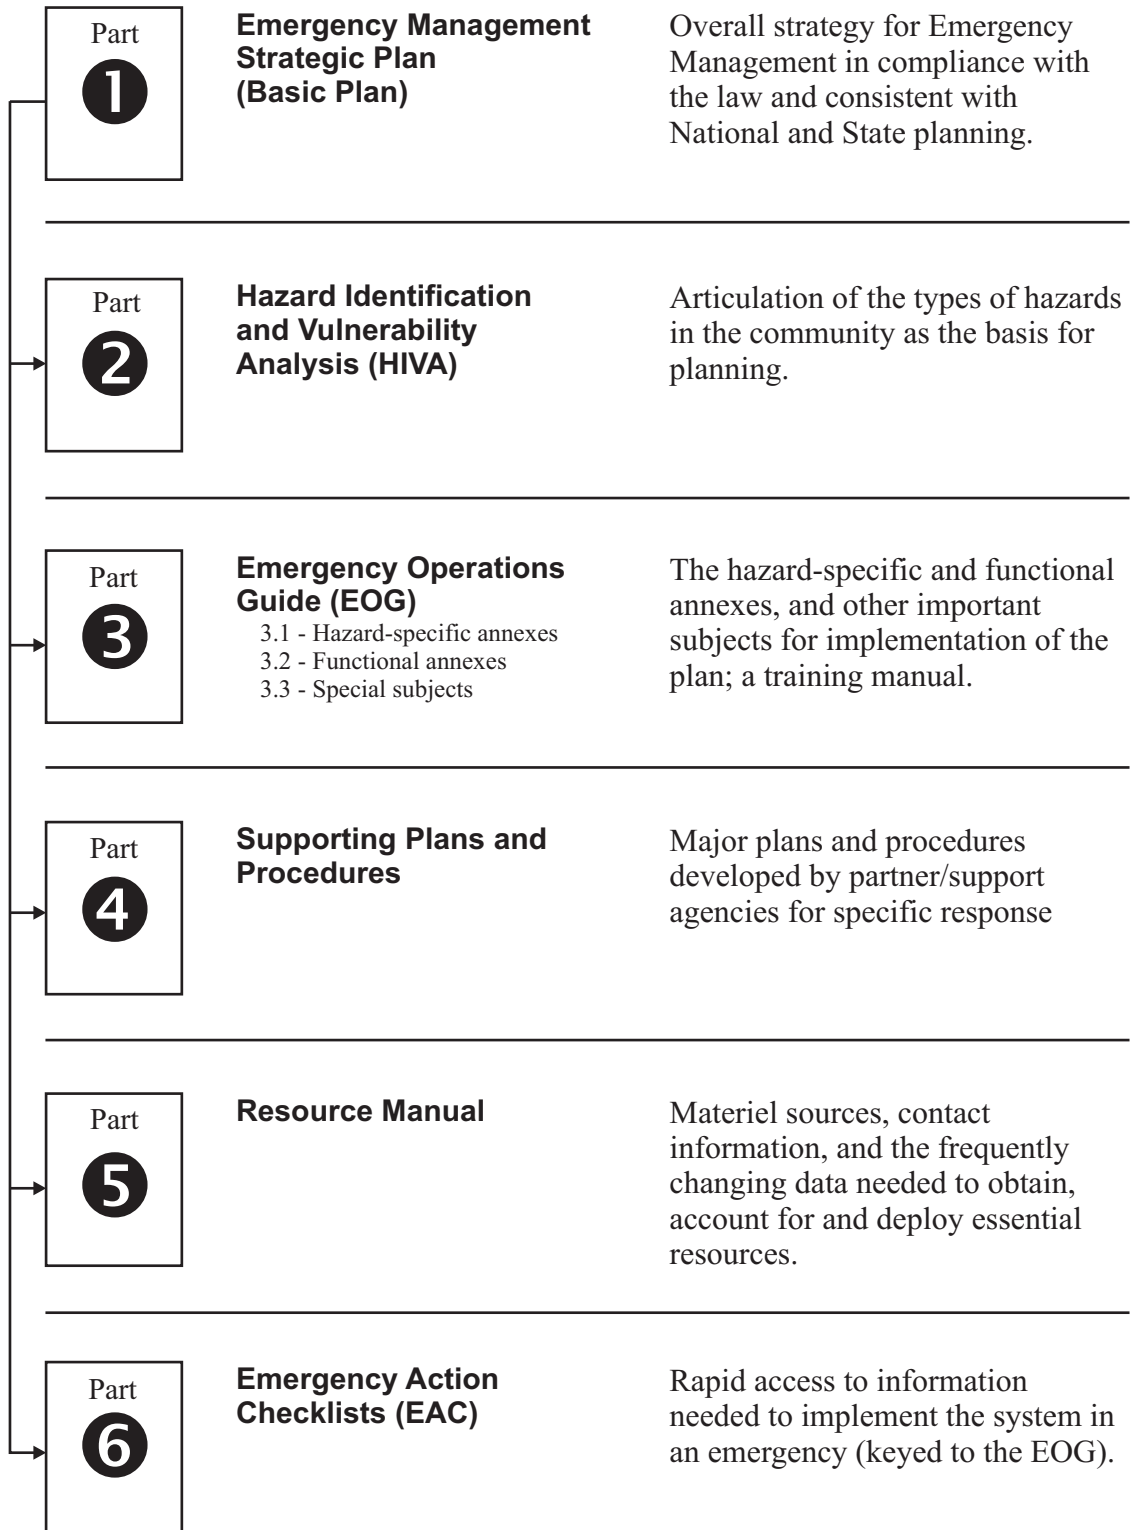 Part
1
Emergency Management
Strategic Plan
(Basic Plan)
Overall strategy for Emergency
Management in compliance with
the law and consistent with
National and State planning.
Part
2
Hazard Identification
and Vulnerability
Analysis (HIVA)
Articulation of the types of hazards
in the community as the basis for
planning.
Part
3
Emergency Operations
Guide (EOG)
3.1 - Hazard-specific annexes
3.2 - Functional annexes
3.3 - Special subjects
The hazard-specific and functional
annexes, and other important
subjects for implementation of the
plan; a training manual.
Part
4
Supporting Plans and
Procedures
Major plans and procedures
developed by partner/support
agencies for specific response
Part
5
Resource Manual
Materiel sources, contact
information, and the frequently
changing data needed to obtain,
account for and deploy essential
resources.
Part
6
Emergency Action
Checklists (EAC)
Rapid access to information
needed to implement the system in
an emergency (keyed to the EOG).